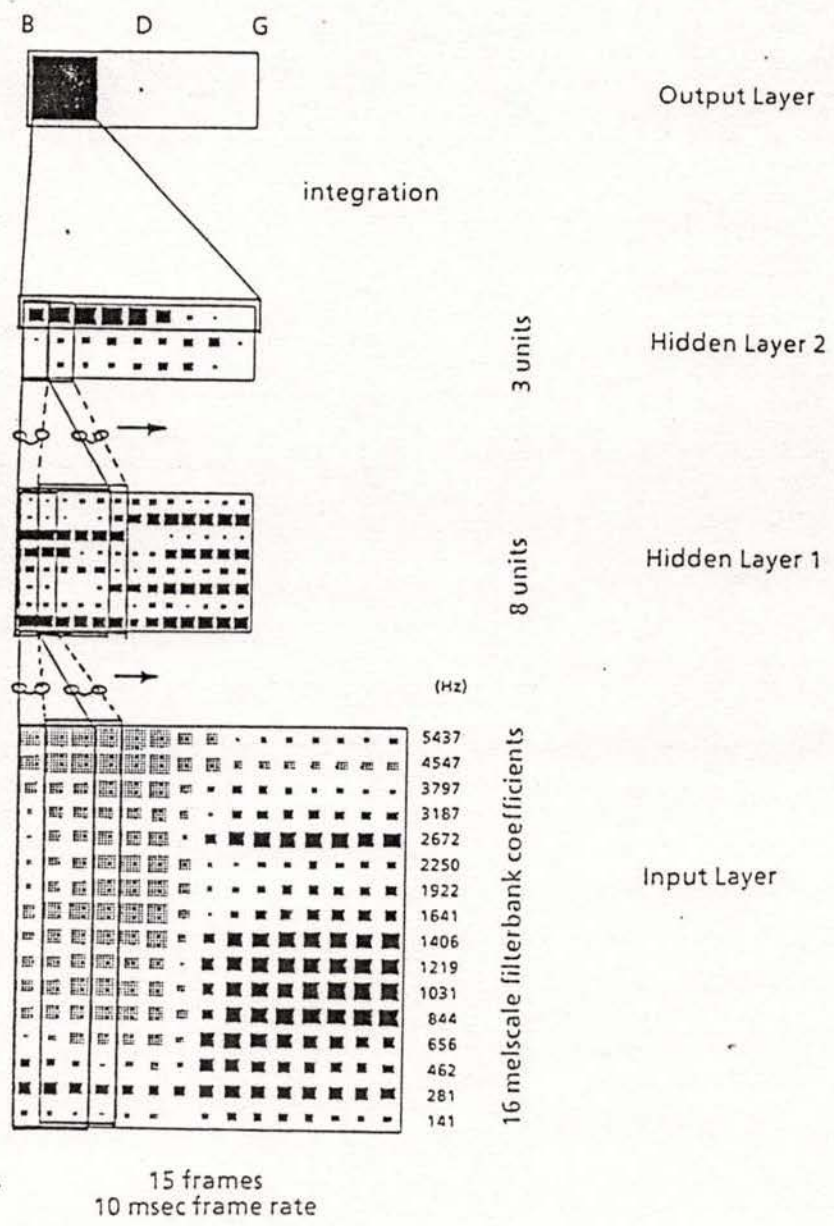 B D G
Output Layer
integration
3 units
Hidden Layer 2
8 units
Hidden Layer 1
(Hz)
5437
4547
3797
3187
2672
2250
1922
1641
1406
1219
1031
844
656
462
281
141
16 melscale filterbank coefficients
Input Layer
15 frames
10 msec frame rate